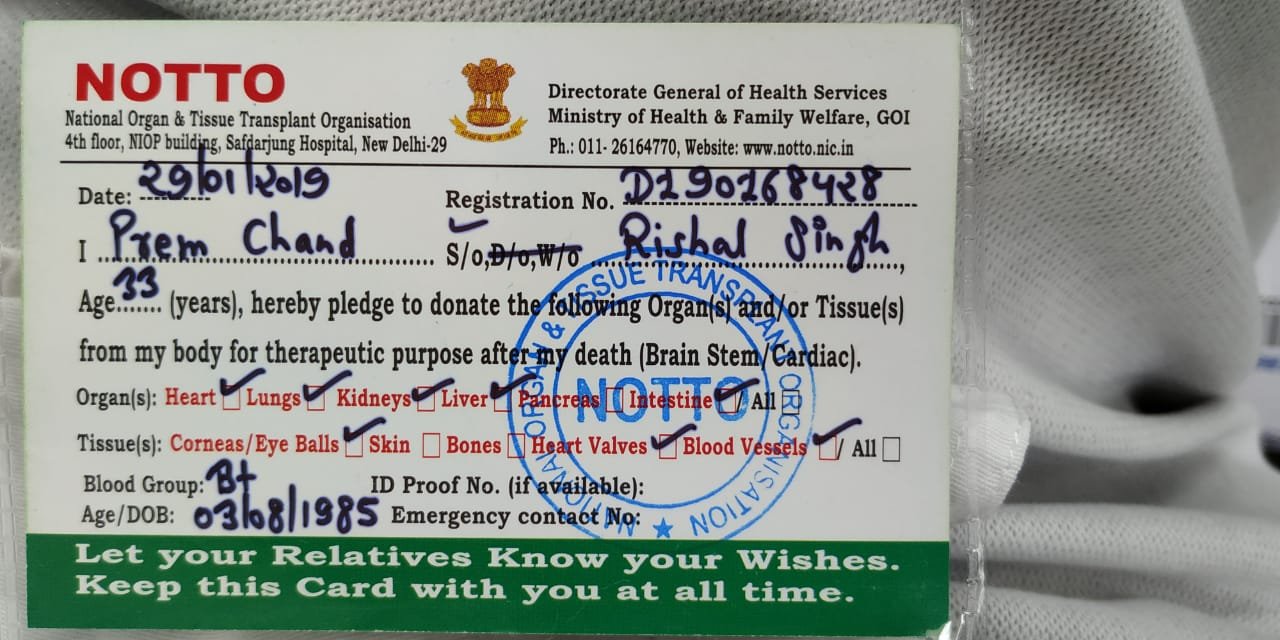 NOTTO
National Organ & Tissue Transplant Organisation
4th floor, NIOP building, Safdarjung Hospital, New Delhi-29
Directorate General of Health Services
Ministry of Health & Family Welfare, GOI
Ph.: 011- 26164770, Website: www.notto.nic.in
Date: 29/01/2019 Registration No. D190168428
I Prem Chand S/o,D/o,W/o Rishal Singh,
Age 33 (years), hereby pledge to donate the following Organ(s) and/or Tissue(s)
from my body for therapeutic purpose after my death (Brain Stem/Cardiac).
Organ(s): Heart ☑ Lungs ☑ Kidneys ☑ Liver ☑ Pancreas ☐ Intestine ☑ / All ☐
Tissue(s): Corneas/Eye Balls ☑ Skin ☐ Bones ☐ Heart Valves ☑ Blood Vessels ☑ / All ☐
Blood Group: B+ ID Proof No. (if available):
Age/DOB: 03/08/1985 Emergency contact No:
Let your Relatives Know your Wishes.
Keep this Card with you at all time.
NATIONAL ORGAN & TISSUE TRANSPLANT ORGANISATION
NOTTO